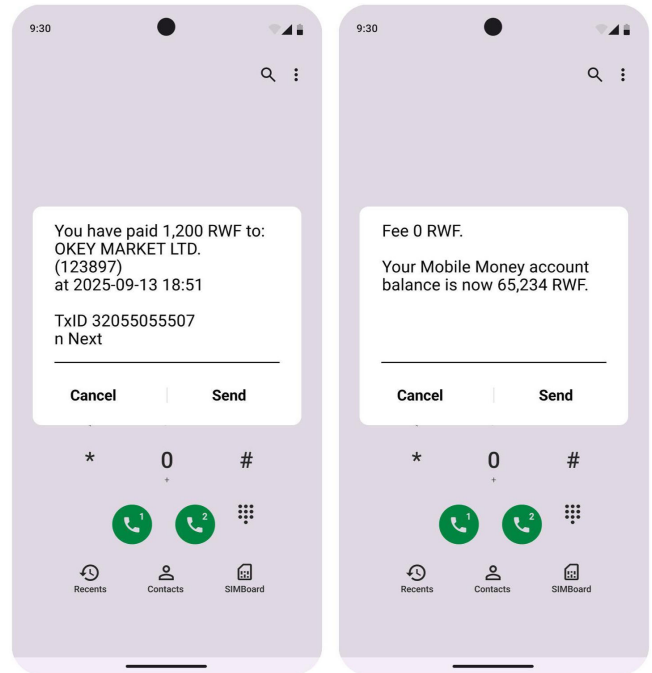 9:30
You have paid 1,200 RWF to:
OKEY MARKET LTD.
(123897)
at 2025-09-13 18:51
TxID 32055055507
n Next
Cancel Send
* 0 #
+
1 2
Recents Contacts SIMBoard
9:30
Fee 0 RWF.
Your Mobile Money account
balance is now 65,234 RWF.
Cancel Send
* 0 #
+
1 2
Recents Contacts SIMBoard